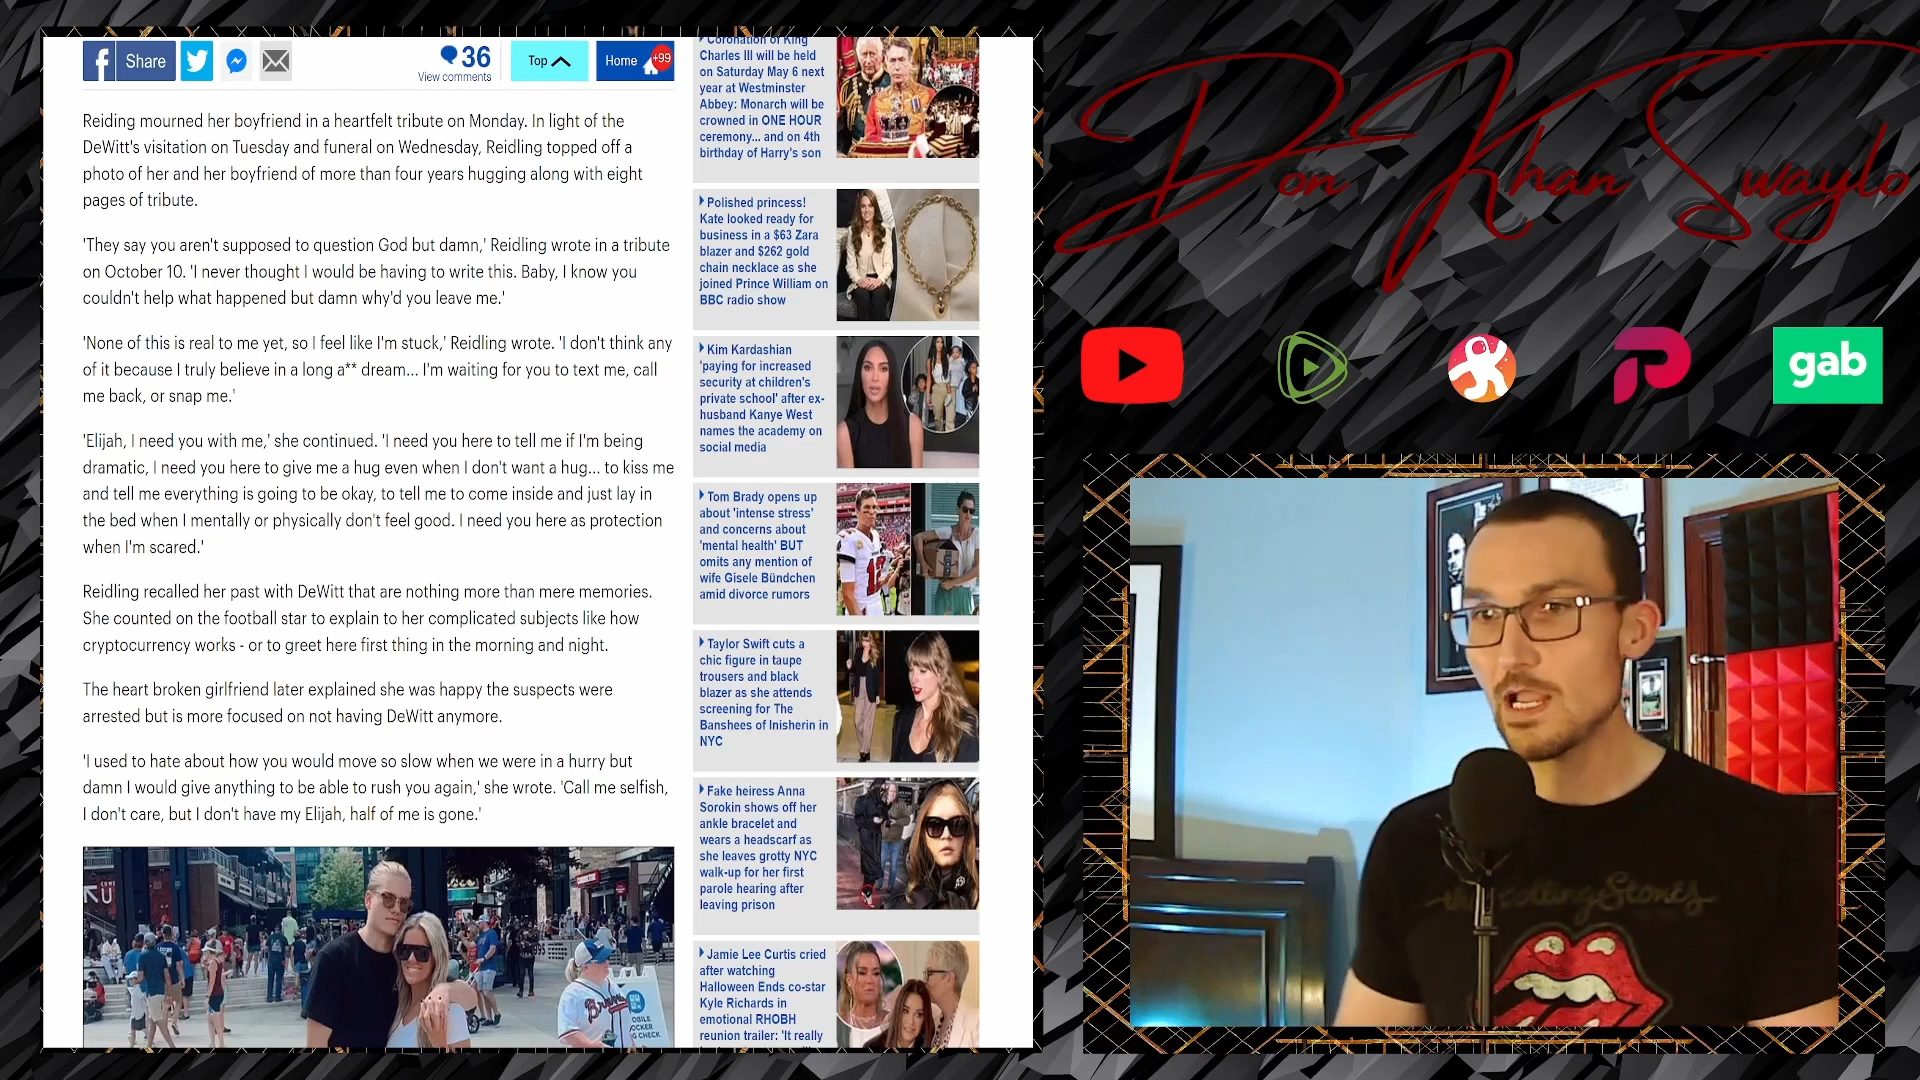 Share
36
View comments
Top
Home
+99
Reiding mourned her boyfriend in a heartfelt tribute on Monday. In light of the
DeWitt's visitation on Tuesday and funeral on Wednesday, Reidling topped off a
photo of her and her boyfriend of more than four years hugging along with eight
pages of tribute.
'They say you aren't supposed to question God but damn,' Reidling wrote in a tribute
on October 10. 'I never thought I would be having to write this. Baby, I know you
couldn't help what happened but damn why'd you leave me.'
'None of this is real to me yet, so I feel like I'm stuck,' Reidling wrote. 'I don't think any
of it because I truly believe in a long a** dream... I'm waiting for you to text me, call
me back, or snap me.'
'Elijah, I need you with me,' she continued. 'I need you here to tell me if I'm being
dramatic, I need you here to give me a hug even when I don't want a hug... to kiss me
and tell me everything is going to be okay, to tell me to come inside and just lay in
the bed when I mentally or physically don't feel good. I need you here as protection
when I'm scared.'
Reidling recalled her past with DeWitt that are nothing more than mere memories.
She counted on the football star to explain to her complicated subjects like how
cryptocurrency works - or to greet here first thing in the morning and night.
The heart broken girlfriend later explained she was happy the suspects were
arrested but is more focused on not having DeWitt anymore.
'I used to hate about how you would move so slow when we were in a hurry but
damn I would give anything to be able to rush you again,' she wrote. 'Call me selfish,
I don't care, but I don't have my Elijah, half of me is gone.'
Coronation of King
Charles III will be held
on Saturday May 6 next
year at Westminster
Abbey: Monarch will be
crowned in ONE HOUR
ceremony... and on 4th
birthday of Harry's son
Polished princess!
Kate looked ready for
business in a $63 Zara
blazer and $262 gold
chain necklace as she
joined Prince William on
BBC radio show
Kim Kardashian
'paying for increased
security at children's
private school' after ex-
husband Kanye West
names the academy on
social media
Tom Brady opens up
about 'intense stress'
and concerns about
'mental health' BUT
omits any mention of
wife Gisele Bündchen
amid divorce rumors
Taylor Swift cuts a
chic figure in taupe
trousers and black
blazer as she attends
screening for The
Banshees of Inisherin in
NYC
Fake heiress Anna
Sorokin shows off her
ankle bracelet and
wears a headscarf as
she leaves grotty NYC
walk-up for her first
parole hearing after
leaving prison
Jamie Lee Curtis cried
after watching
Halloween Ends co-star
Kyle Richards in
emotional RHOBH
reunion trailer: 'It really
Don Khan Swaylo
gab
the Rolling Stones
Braves